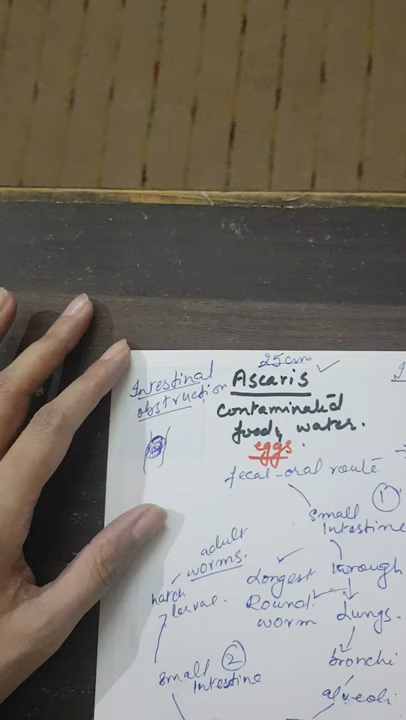 25cm
Intestinal
obstruction
Ascaris
contaminated
food, water.
eggs.
fecal-oral route
①
small
Intestine
through
Lungs.
bronchi
alveoli
Longest
Round
worm
adult
worms.
hatch
larvae.
small ②
Intestine